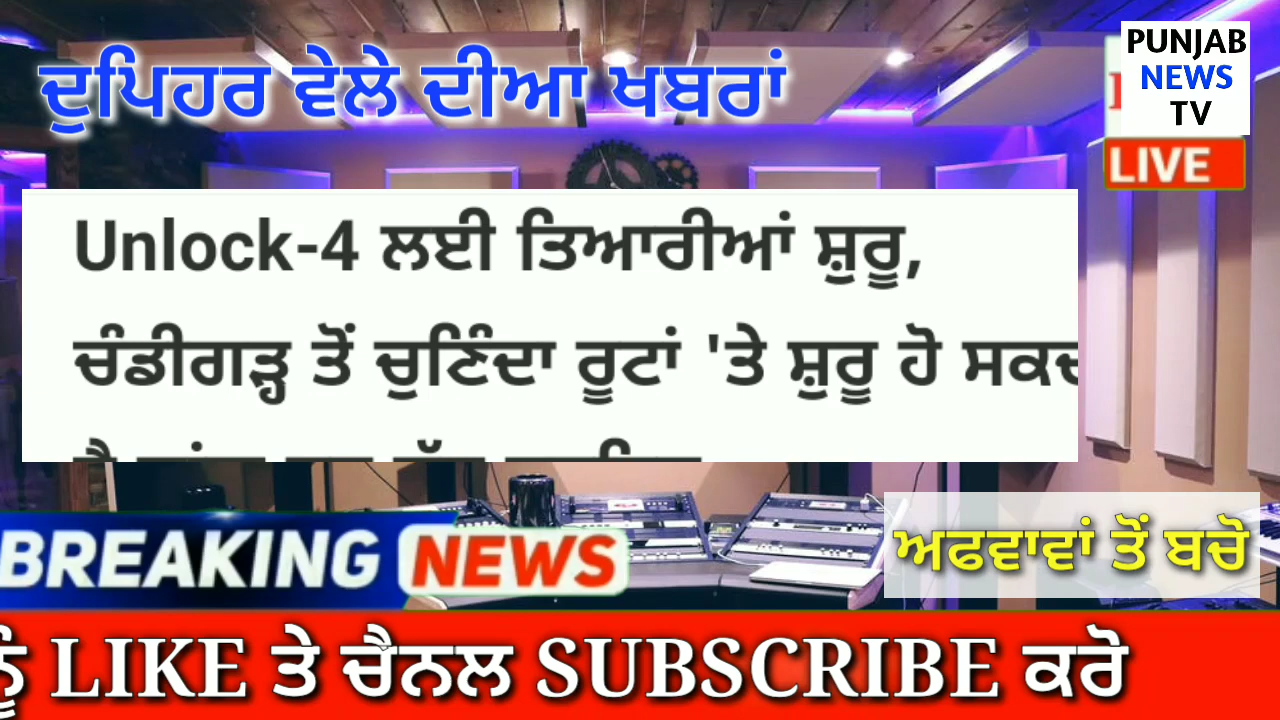 ਦੁਪਿਹਰ ਵੇਲੇ ਦੀਆ ਖਬਰਾਂ
PUNJAB
NEWS
TV
LIVE
Unlock-4 ਲਈ ਤਿਆਰੀਆਂ ਸ਼ੁਰੂ,
ਚੰਡੀਗੜ੍ਹ ਤੋਂ ਚੁਣਿੰਦਾ ਰੂਟਾਂ 'ਤੇ ਸ਼ੁਰੂ ਹੋ
BREAKING NEWS
ਅਫਵਾਵਾਂ ਤੋਂ ਬਚੋ
ਨੂੰ LIKE ਤੇ ਚੈਨਲ SUBSCRIBE ਕਰੋ